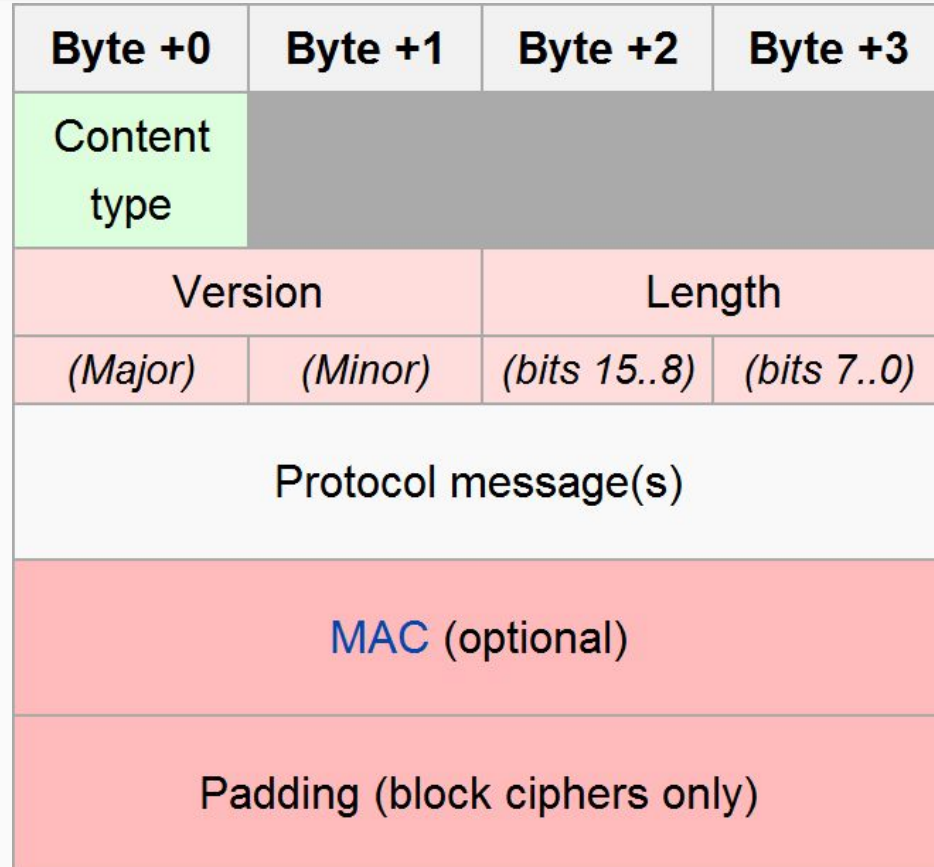 Byte +0 Byte +1 Byte +2 Byte +3
Content
type
Version Length
(Major) (Minor) (bits 15..8) (bits 7..0)
Protocol message(s)
MAC (optional)
Padding (block ciphers only)